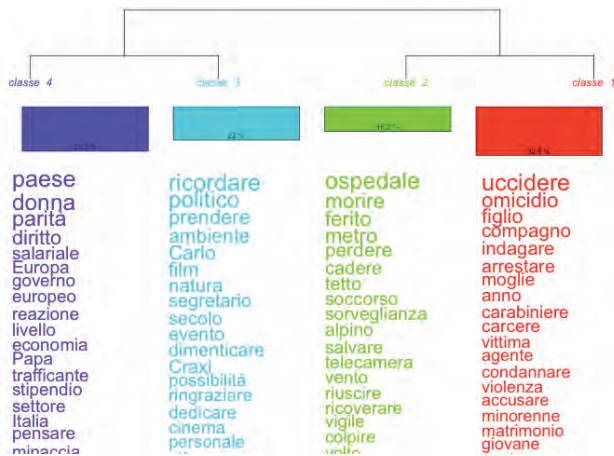 classe 4
classe 3
classe 2
classe 1
22 %
16.2 %
paese
donna
parità
diritto
salariale
Europa
governo
europeo
reazione
livello
economia
Papa
trafficante
stipendio
settore
Italia
pensare
minaccia
ricordare
politico
prendere
ambiente
Carlo
film
natura
segretario
secolo
evento
dimenticare
Craxi
possibilità
ringraziare
dedicare
cinema
personale
ospedale
morire
ferito
metro
perdere
cadere
tetto
soccorso
sorveglianza
alpino
salvare
telecamera
vento
riuscire
ricoverare
vigile
colpire
volto
uccidere
omicidio
figlio
compagno
indagare
arrestare
moglie
anno
carabiniere
carcere
vittima
agente
condannare
violenza
accusare
minorenne
matrimonio
giovane